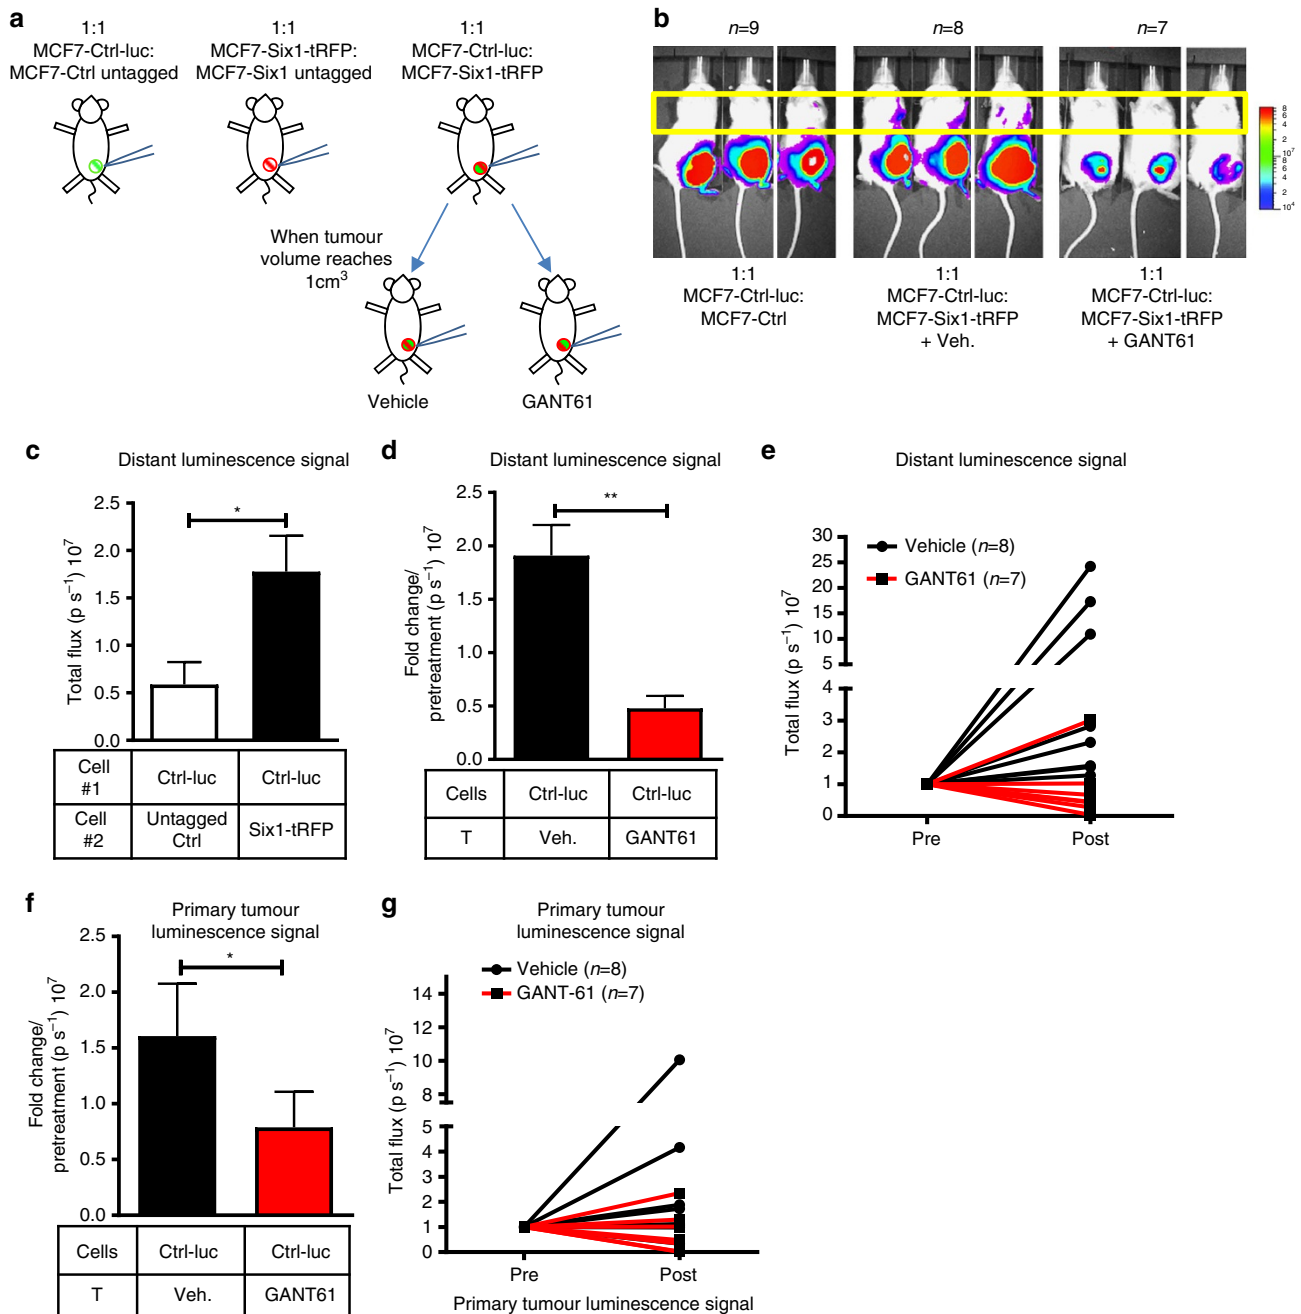 a
1:1
MCF7-Ctrl-luc:
MCF7-Ctrl untagged
1:1
MCF7-Six1-tRFP:
MCF7-Six1 untagged
1:1
MCF7-Ctrl-luc:
MCF7-Six1-tRFP
When tumour
volume reaches
1cm³
Vehicle
GANT61
b
n=9
n=8
n=7
8
6
4
2
10⁷
8
6
4
2
10⁴
1:1
MCF7-Ctrl-luc:
MCF7-Ctrl
1:1
MCF7-Ctrl-luc:
MCF7-Six1-tRFP
+ Veh.
1:1
MCF7-Ctrl-luc:
MCF7-Six1-tRFP
+ GANT61
c
Distant luminescence signal
Total flux (p s⁻¹) 10⁷
2.5
2.0
1.5
1.0
0.5
0.0
*
Cell #1
Ctrl-luc
Ctrl-luc
Cell #2
Untagged Ctrl
Six1-tRFP
d
Distant luminescence signal
Fold change/
pretreatment (p s⁻¹) 10⁷
2.5
2.0
1.5
1.0
0.5
0.0
**
Cells
Ctrl-luc
Ctrl-luc
T
Veh.
GANT61
e
Distant luminescence signal
Total flux (p s⁻¹) 10⁷
30
25
20
15
10
5
4
3
2
1
0
Vehicle (n=8)
GANT61 (n=7)
Pre
Post
f
Primary tumour
luminescence signal
Fold change/
pretreatment (p s⁻¹) 10⁷
2.5
2.0
1.5
1.0
0.5
0.0
*
Cells
Ctrl-luc
Ctrl-luc
T
Veh.
GANT61
g
Primary tumour
luminescence signal
Vehicle (n=8)
GANT-61 (n=7)
Total flux (p s⁻¹) 10⁷
14
12
10
8
5
4
3
2
1
0
Pre
Post
Primary tumour luminescence signal